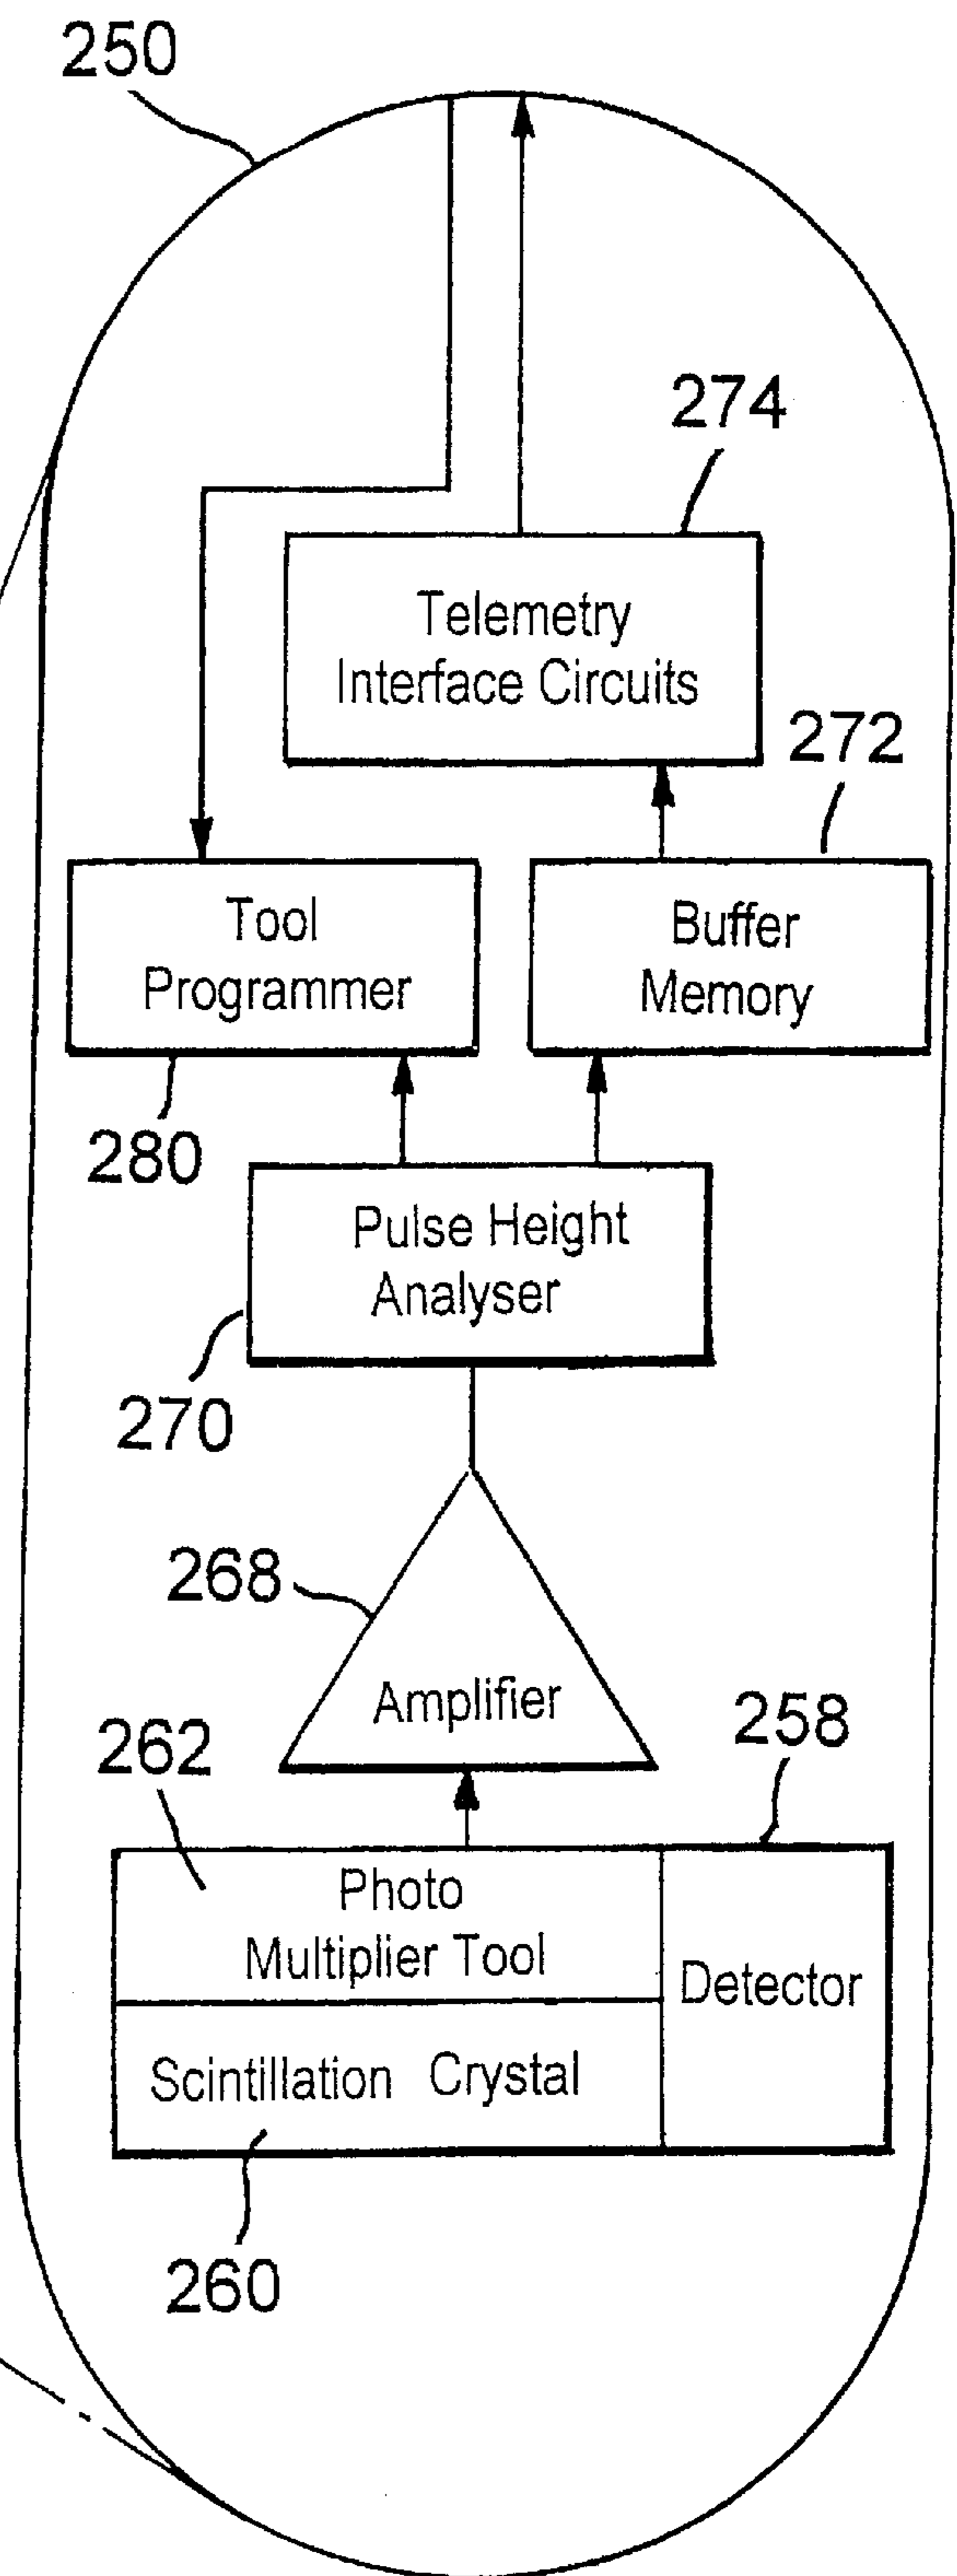 250
274
Telemetry
Interface Circuits
272
Tool
Programmer
Buffer
Memory
280
Pulse Height
Analyser
270
268
Amplifier
262
258
Photo
Multiplier Tool
Detector
Scintillation Crystal
260